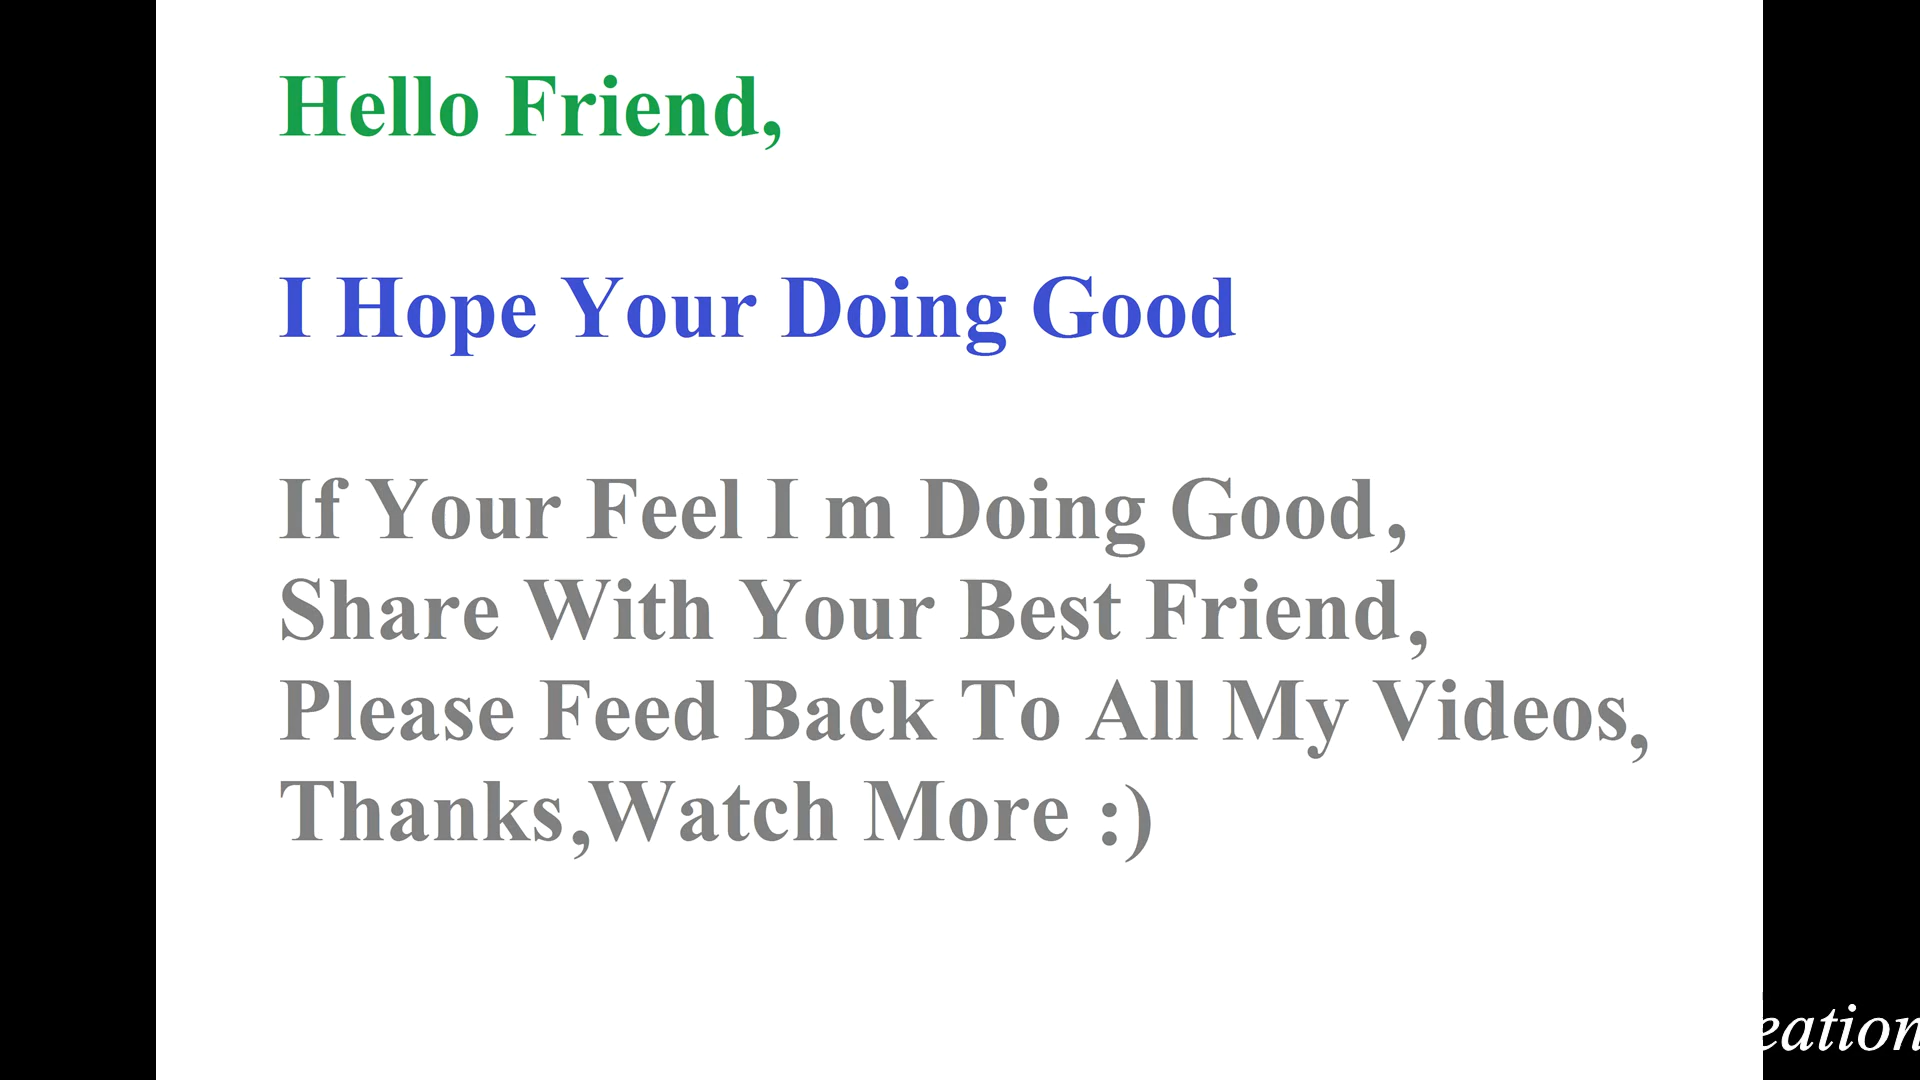 Hello Friend,
I Hope Your Doing Good
If Your Feel I m Doing Good,
Share With Your Best Friend,
Please Feed Back To All My Videos,
Thanks,Watch More :)